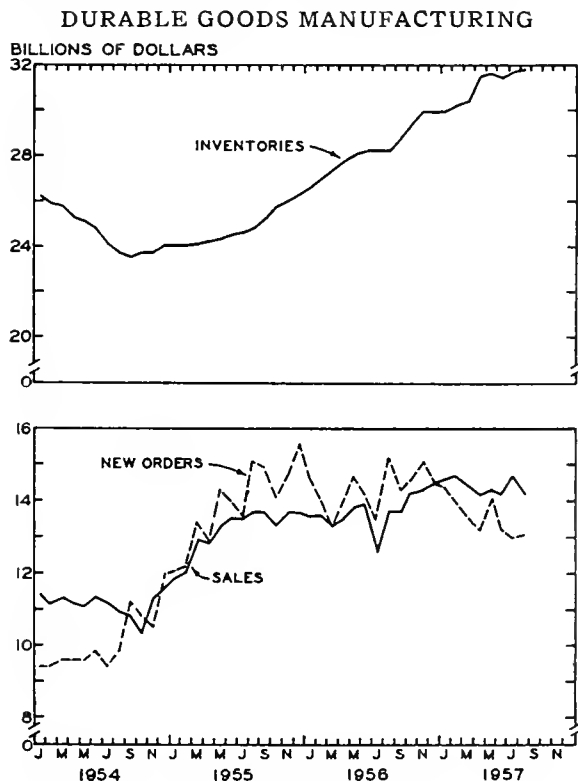 DURABLE GOODS MANUFACTURING
BILLIONS OF DOLLARS
32
INVENTORIES
28
24
20
0
16
NEW ORDERS
14
12
SALES
10
8
0
J M M J S N J M M J S N J M M J S N J M M J S N
1954 1955 1956 1957